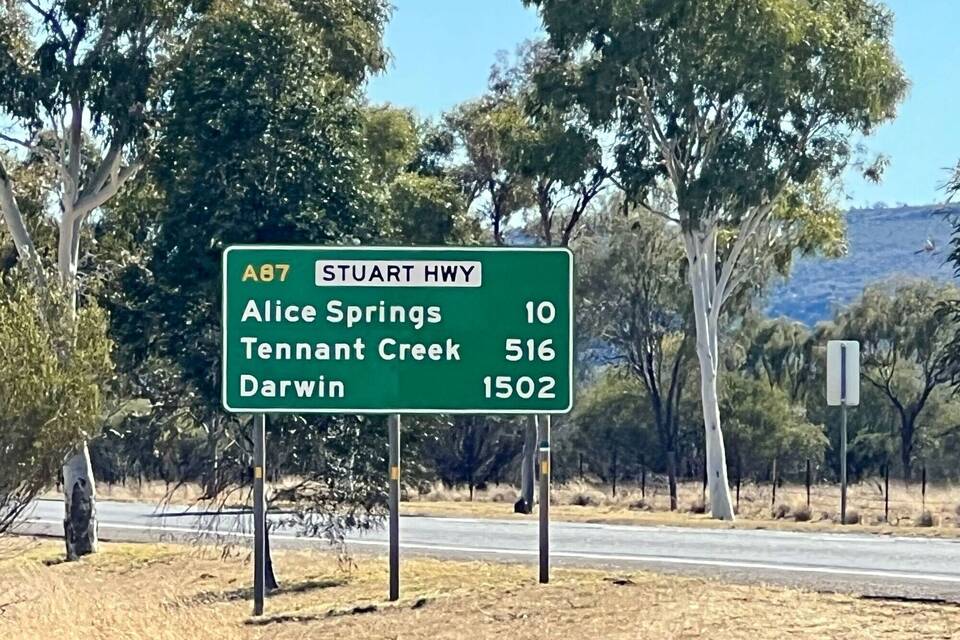 A87 STUART HWY
Alice Springs 10
Tennant Creek 516
Darwin 1502